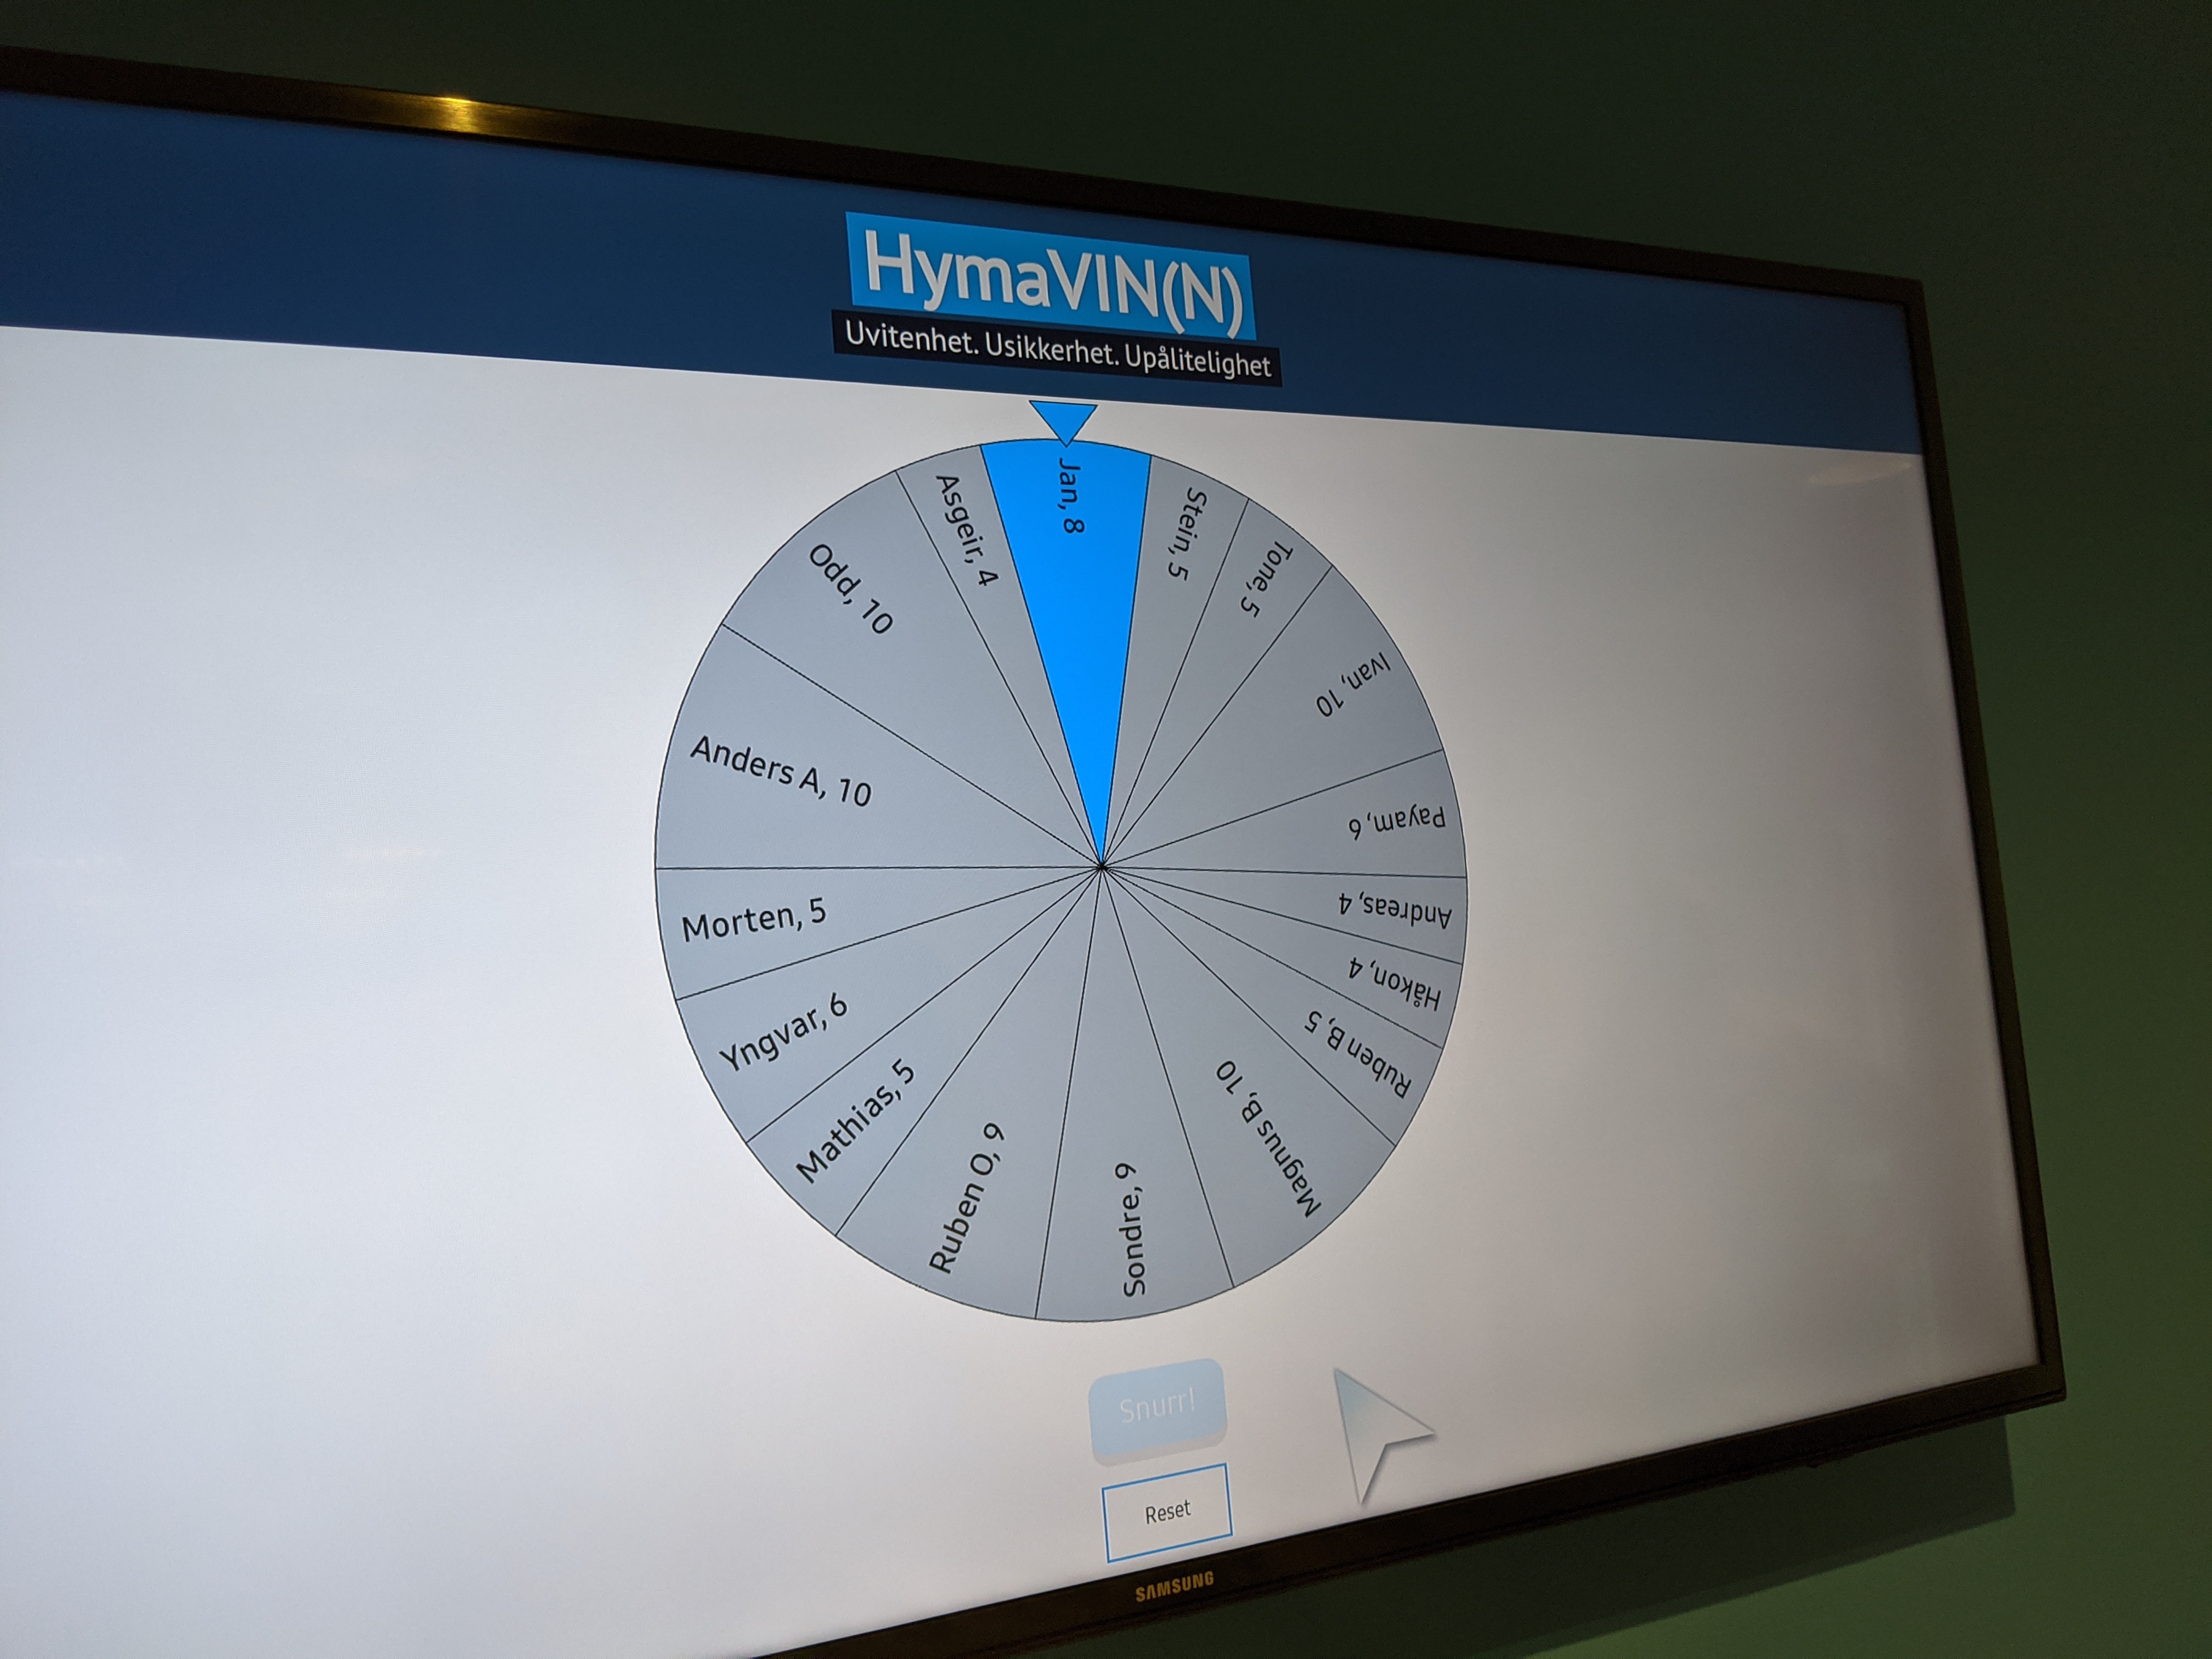 HymaVIN(N)
Uvitenhet. Usikkerhet. Upålitelighet
Jan, 8
Stein, 5
Tone, 5
Ivan, 10
Payam, 6
Andreas, 4
Håkon, 4
Ruben B, 5
Magnus B, 10
Sondre, 9
Ruben O, 9
Mathias, 5
Yngvar, 6
Morten, 5
Anders A, 10
Odd, 10
Asgeir, 4
Snurr!
Reset
SAMSUNG